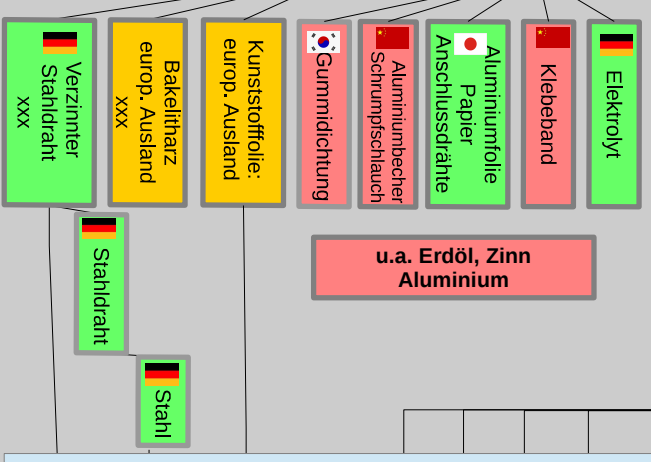 Verzinnter
Stahldraht
xxx
Bakelitharz
europ. Ausland
xxx
Kunststofffolie:
europ. Ausland
Gummidichtung
Aluminiumbecher
Schrumpfschlauch
Aluminiumfolie
Papier
Anschlussdrähte
Klebeband
Elektrolyt
Stahldraht
Stahl
u.a. Erdöl, Zinn
Aluminium